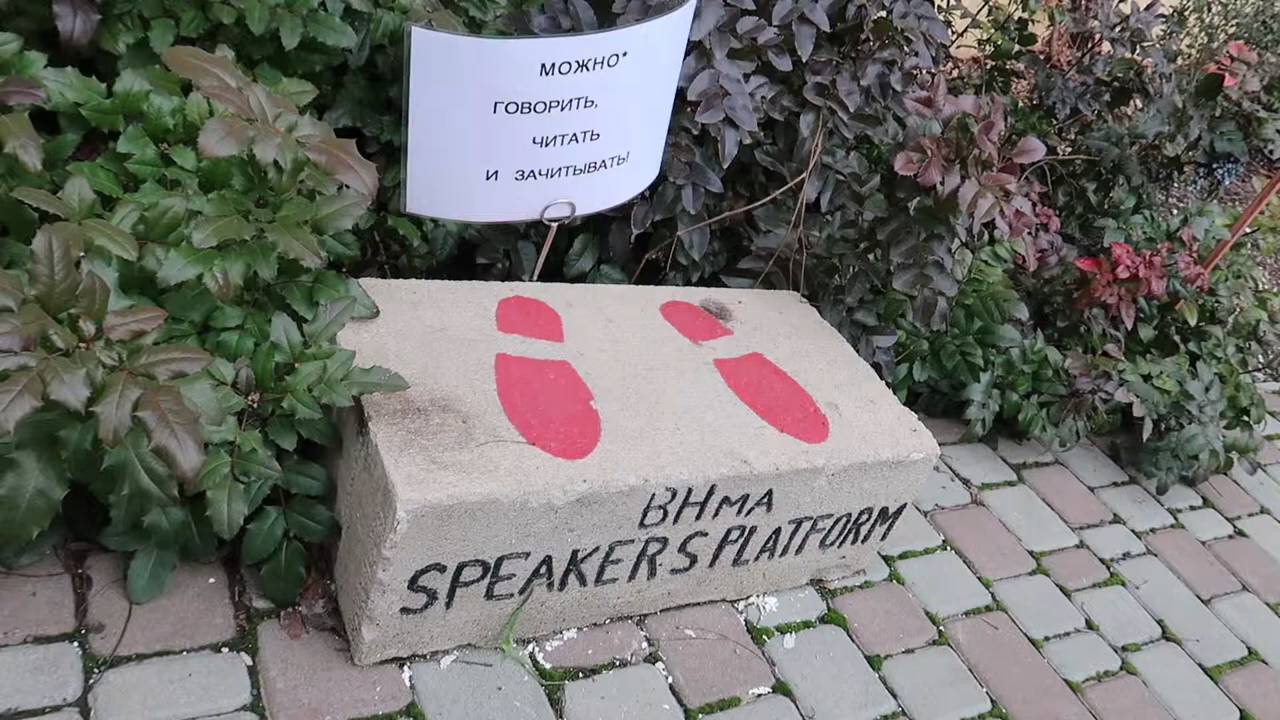 МОЖНО*
ГОВОРИТЬ,
ЧИТАТЬ
И ЗАЧИТЫВАТЬ!
ВНМА
SPEAKERS PLATFORM